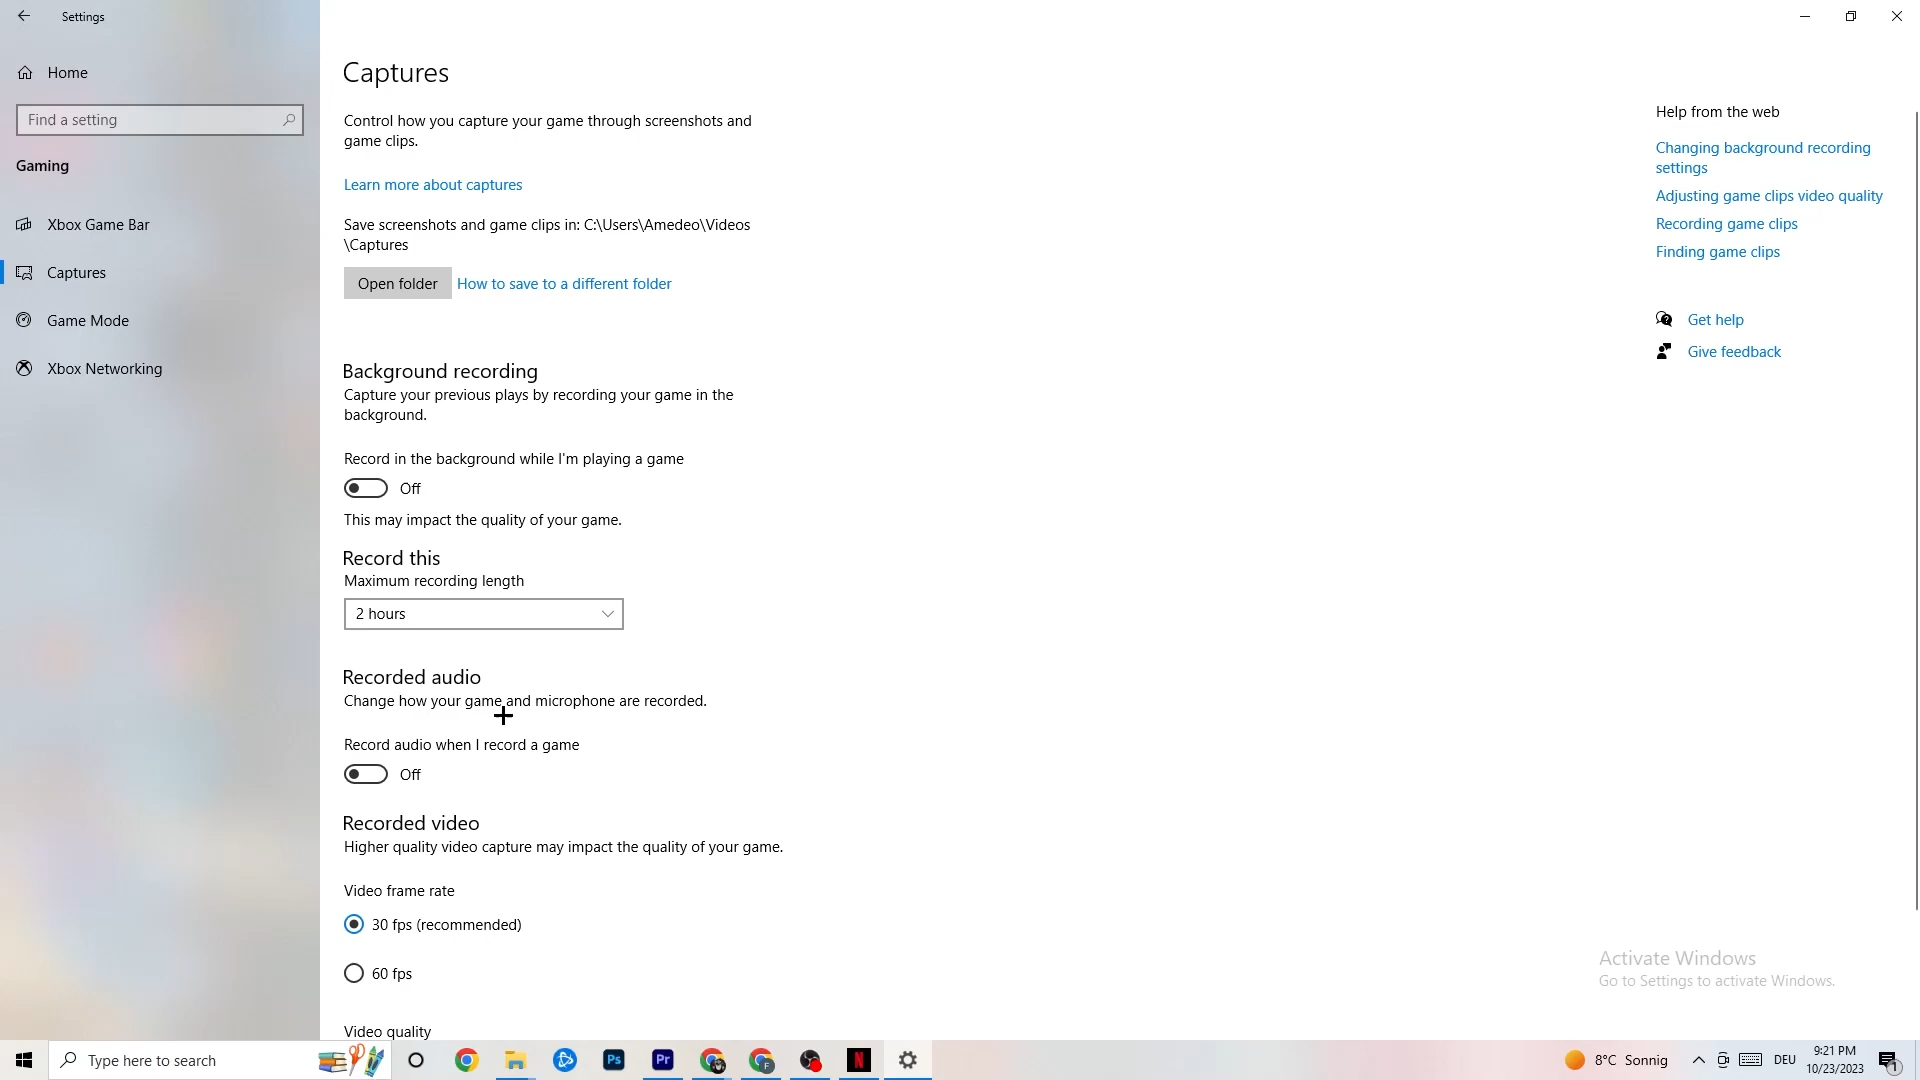 Settings
Home
Find a setting
Gaming
Xbox Game Bar
Captures
Game Mode
Xbox Networking
Captures
Control how you capture your game through screenshots and
game clips.
Learn more about captures
Save screenshots and game clips in: C:\Users\Amedeo\Videos
\Captures
Open folder
How to save to a different folder
Background recording
Capture your previous plays by recording your game in the
background.
Record in the background while I'm playing a game
Off
This may impact the quality of your game.
Record this
Maximum recording length
2 hours
Recorded audio
Change how your game and microphone are recorded.
Record audio when I record a game
Off
Recorded video
Higher quality video capture may impact the quality of your game.
Video frame rate
30 fps (recommended)
60 fps
Video quality
Help from the web
Changing background recording
settings
Adjusting game clips video quality
Recording game clips
Finding game clips
Get help
Give feedback
Activate Windows
Go to Settings to activate Windows.
Type here to search
Ps
Pr
F
N
8°C Sonnig
DEU
9:21 PM
10/23/2023
1